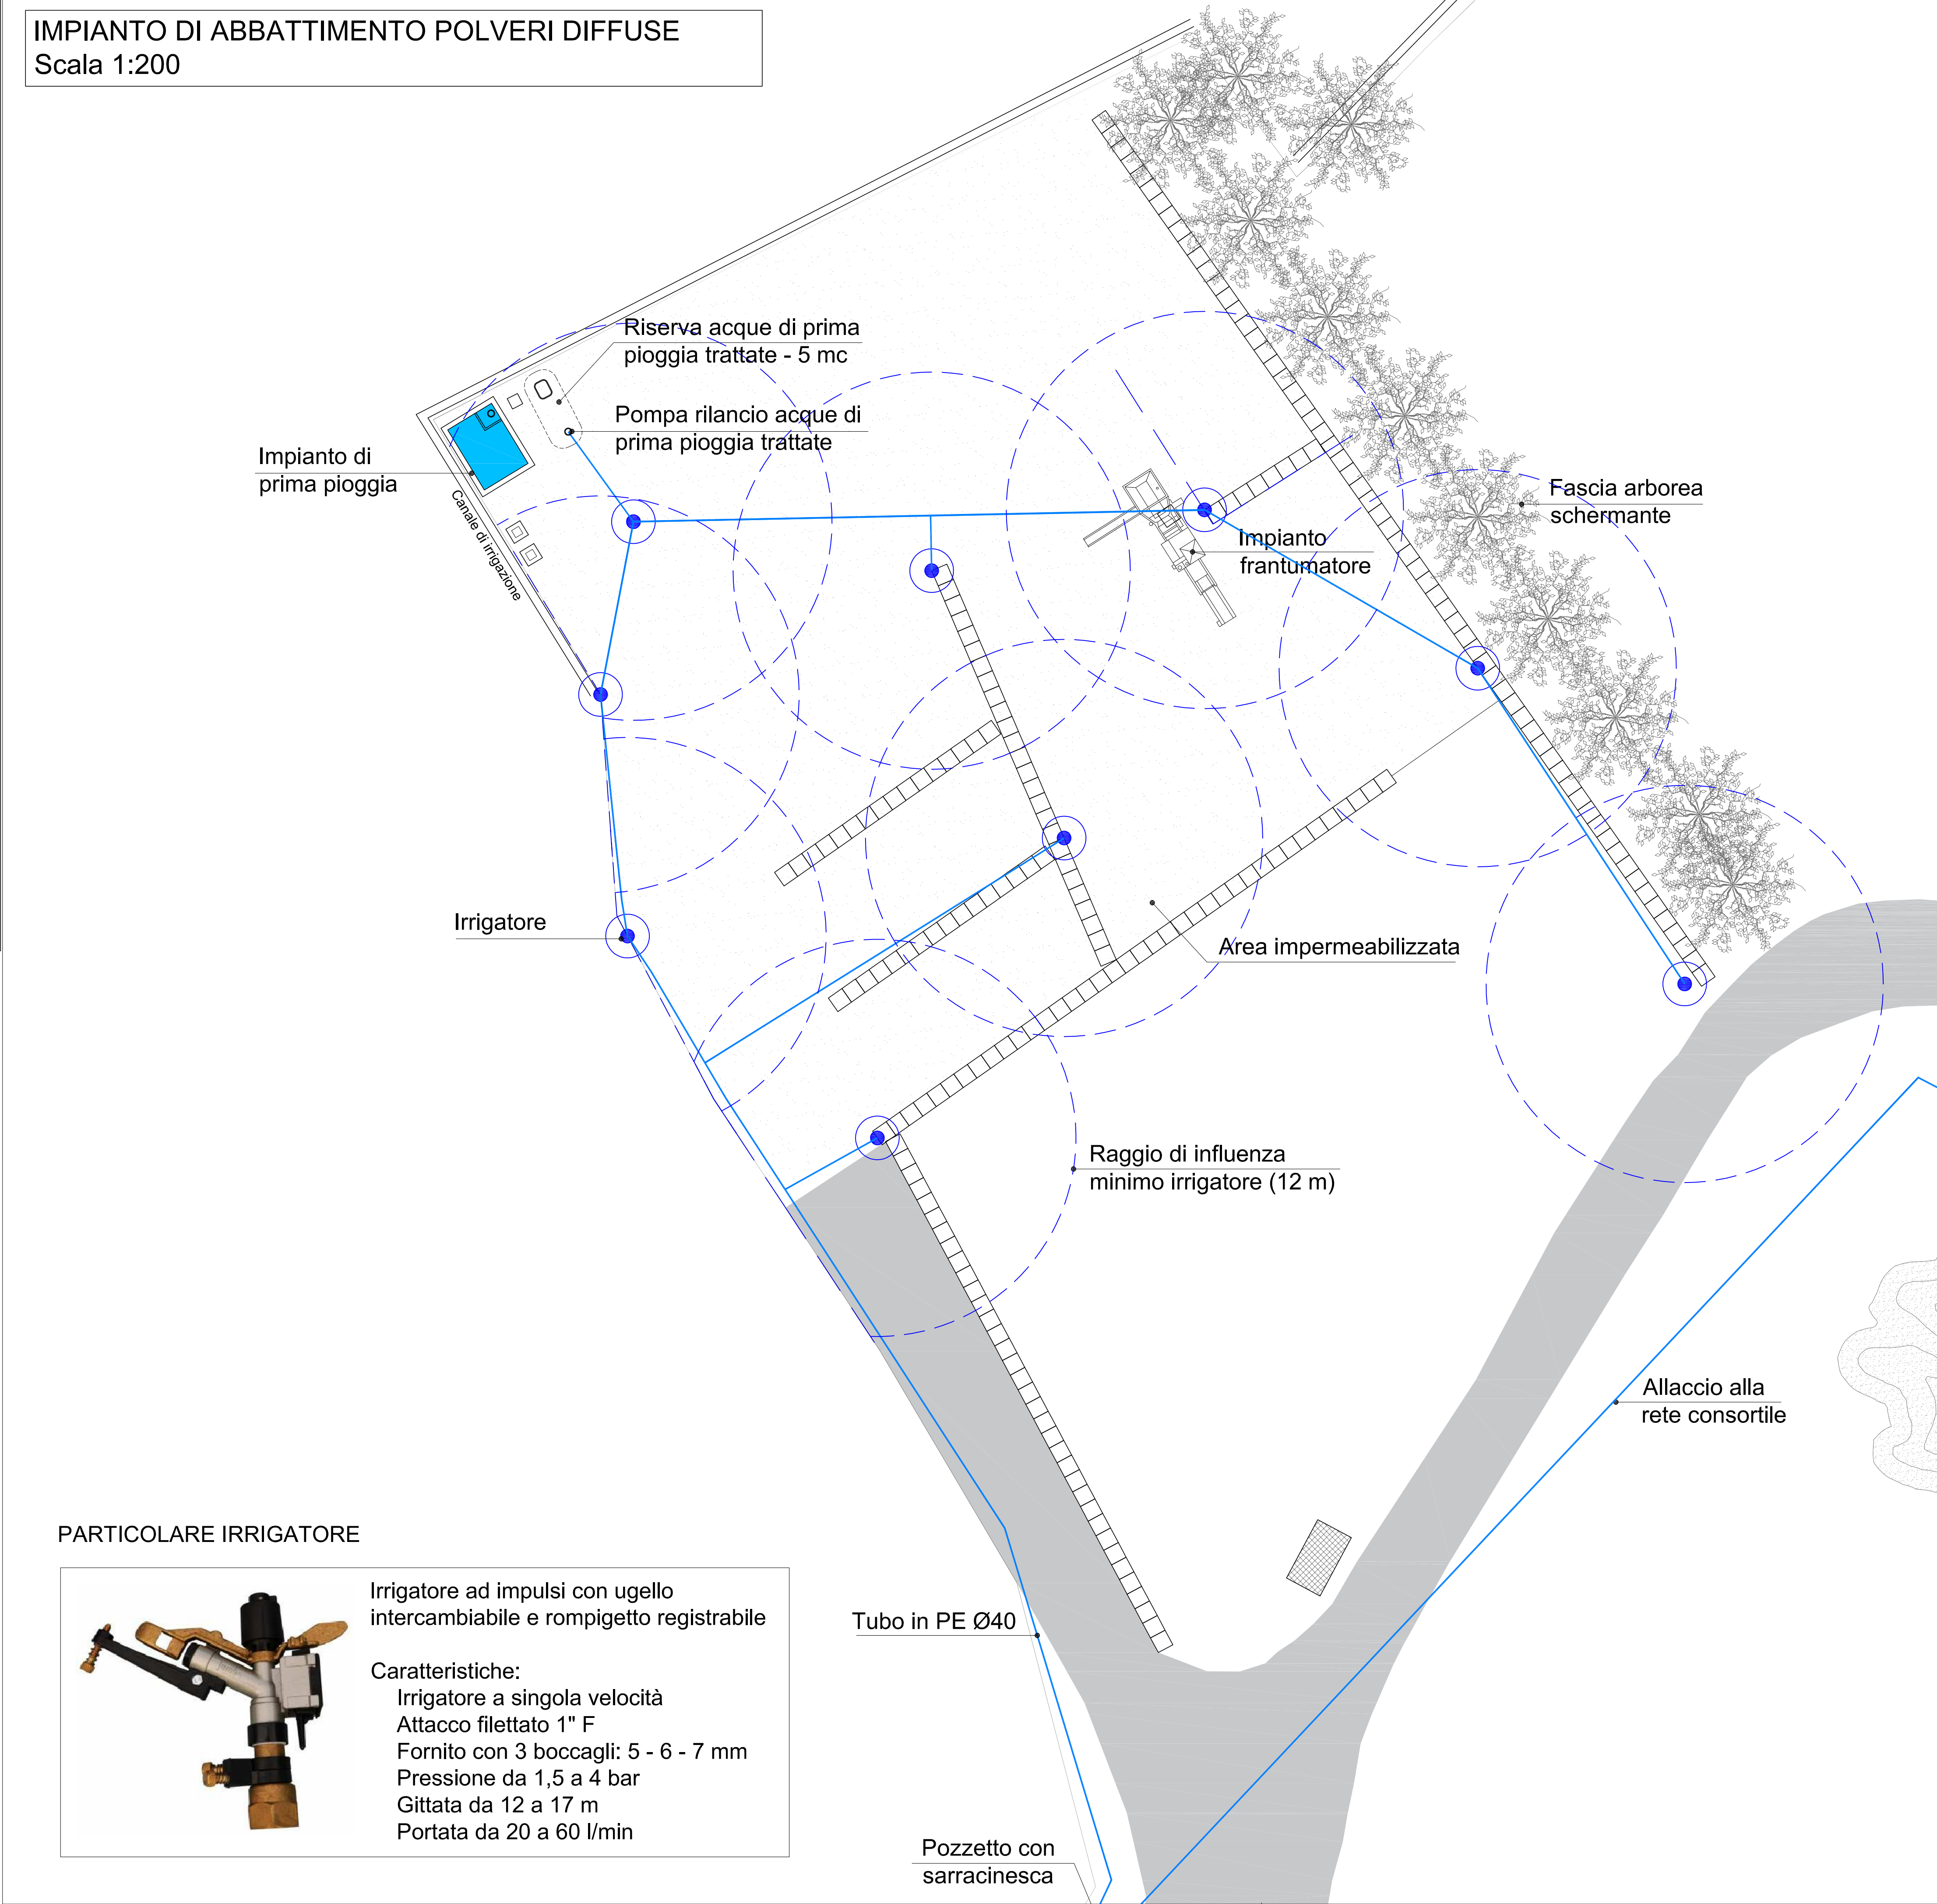 IMPIANTO DI ABBATTIMENTO POLVERI DIFFUSE
Scala 1:200
Riserva acque di prima
pioggia trattate - 5 mc
Pompa rilancio acque di
prima pioggia trattate
Impianto di
prima pioggia
Canale di irrigazione
Fascia arborea
schermante
Impianto
frantumatore
Irrigatore
Area impermeabilizzata
Raggio di influenza
minimo irrigatore (12 m)
Allaccio alla
rete consortile
PARTICOLARE IRRIGATORE
Irrigatore ad impulsi con ugello
intercambiabile e rompigetto registrabile
Caratteristiche:
Irrigatore a singola velocità
Attacco filettato 1" F
Fornito con 3 boccagli: 5 - 6 - 7 mm
Pressione da 1,5 a 4 bar
Gittata da 12 a 17 m
Portata da 20 a 60 l/min
Tubo in PE Ø40
Pozzetto con
sarracinesca